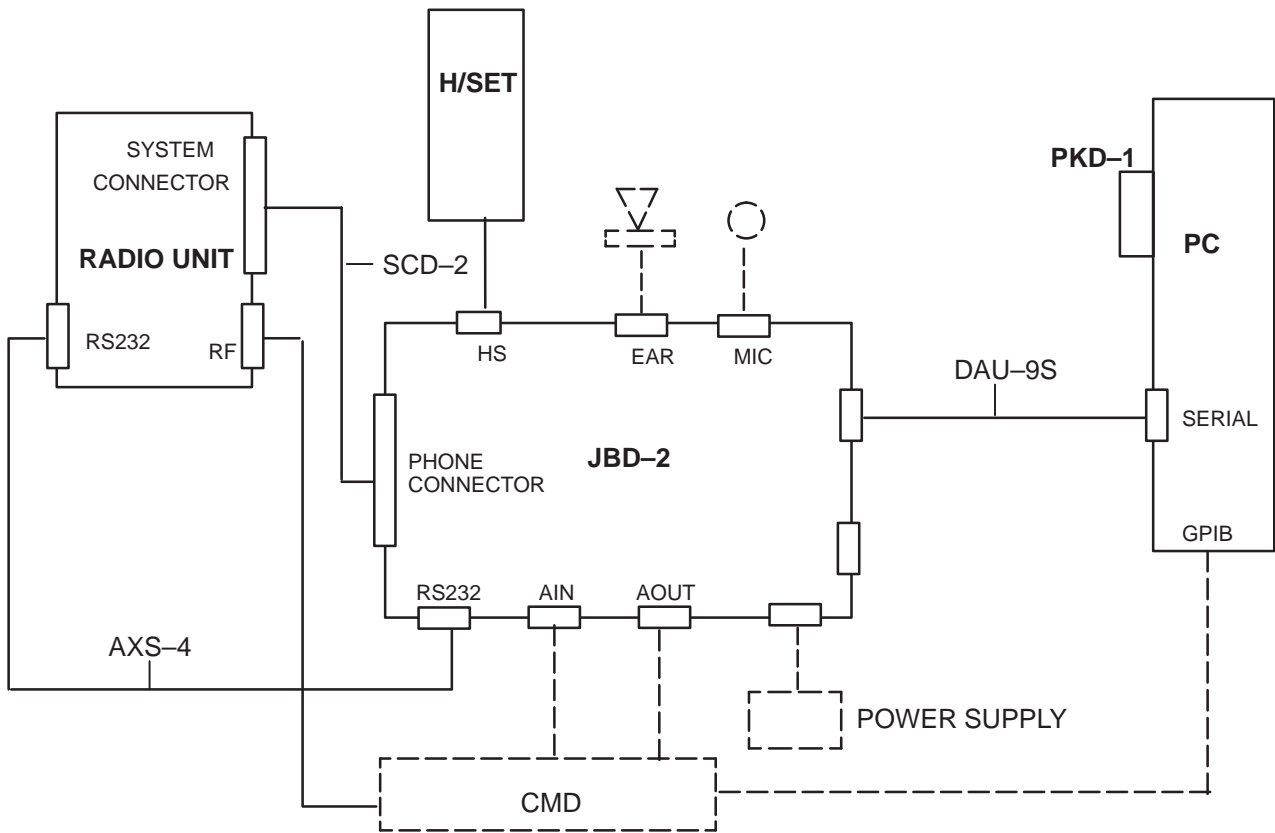 H/SET
SYSTEM
CONNECTOR
PKD–1
RADIO UNIT
SCD–2
PC
RS232
RF
HS
EAR
MIC
DAU–9S
SERIAL
PHONE
CONNECTOR
JBD–2
GPIB
RS232
AIN
AOUT
AXS–4
POWER SUPPLY
CMD